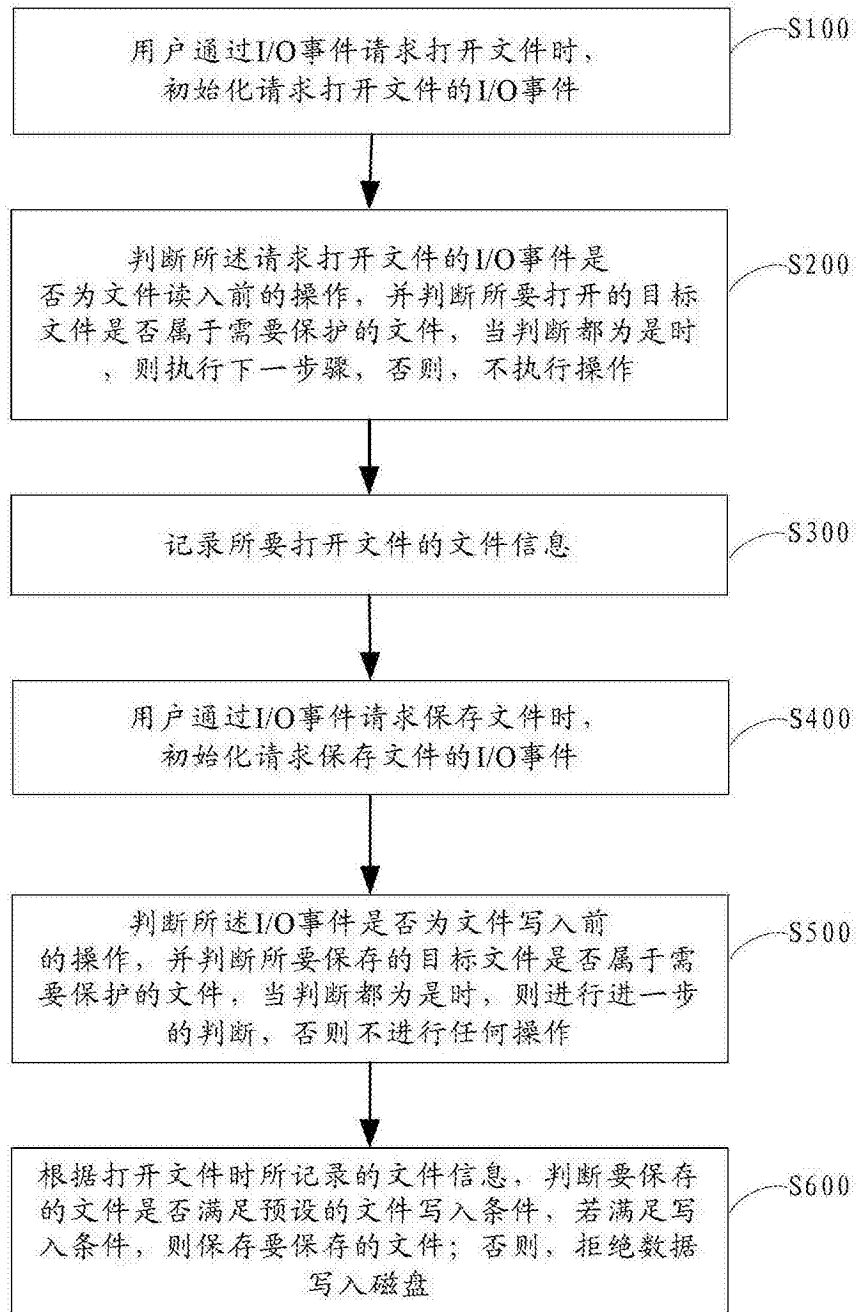 用户通过I/O事件请求打开文件时，
初始化请求打开文件的I/O事件
S100
判断所述请求打开文件的I/O事件是
否为文件读入前的操作，并判断所要打开的目标
文件是否属于需要保护的文件，当判断都为是时
，则执行下一步骤，否则，不执行操作
S200
记录所要打开文件的文件信息
S300
用户通过I/O事件请求保存文件时，
初始化请求保存文件的I/O事件
S400
判断所述I/O事件是否为文件写入前
的操作，并判断所要保存的目标文件是否属于需
要保护的文件，当判断都为是时，则进行进一步
的判断，否则不进行任何操作
S500
根据打开文件时所记录的文件信息，判断要保存
的文件是否满足预设的文件写入条件，若满足写
入条件，则保存要保存的文件；否则，拒绝数据
写入磁盘
S600